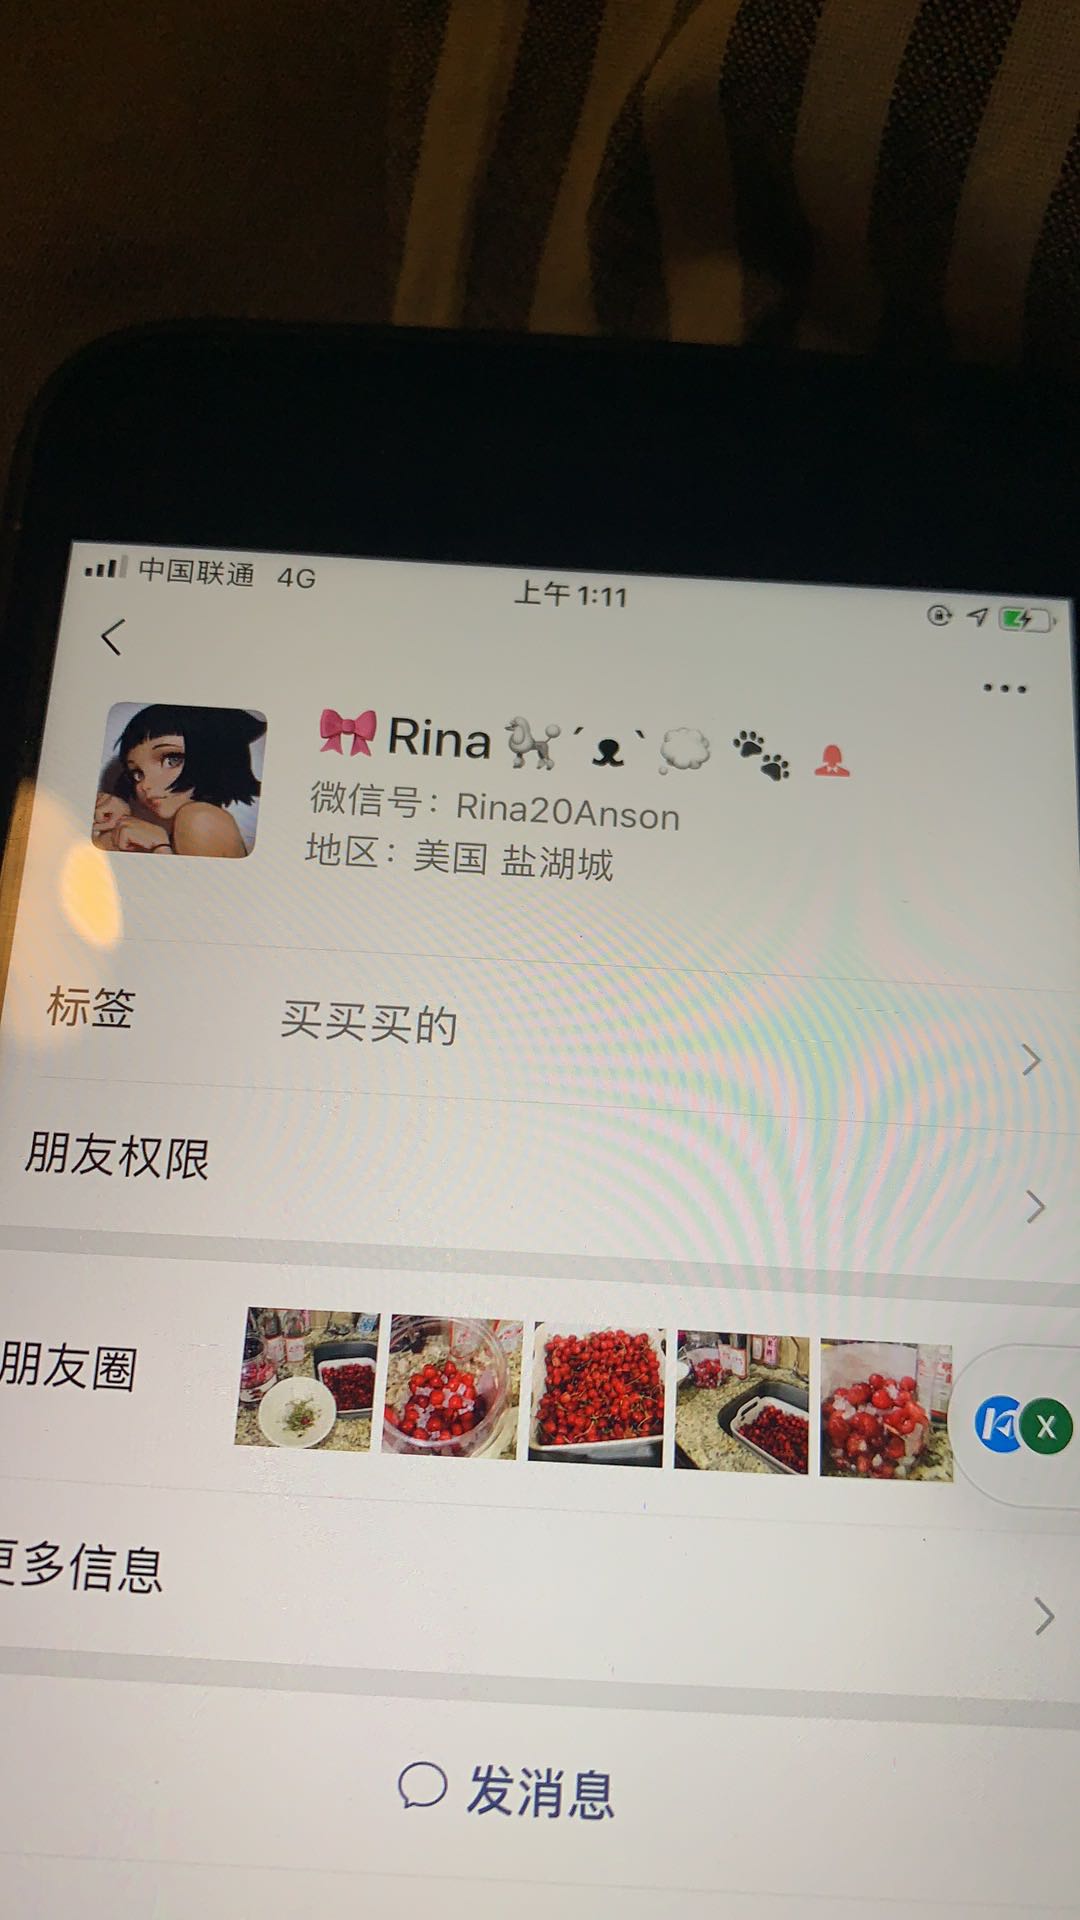 中国联通 4G
上午1:11
🎀Rina🐩´ᴥ`💭 🐾
微信号：Rina20Anson
地区：美国 盐湖城
标签 买买买的
朋友权限
朋友圈
X
更多信息
发消息